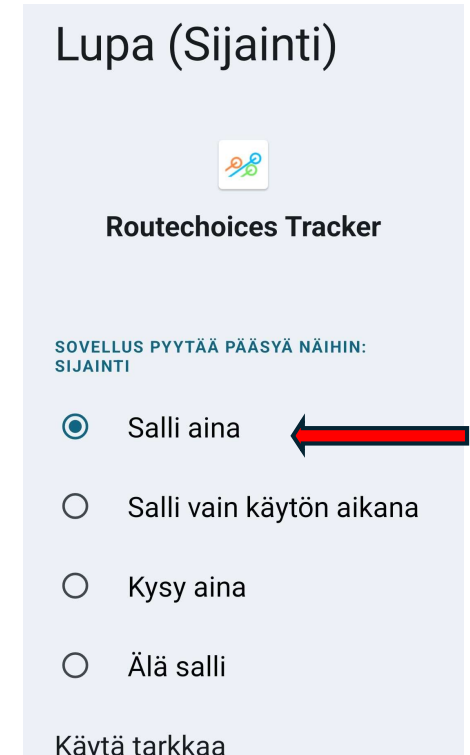 Lupa (Sijainti)
Routechoices Tracker
SOVELLUS PYYTÄÄ PÄÄSYÄ NÄIHIN:
SIJAINTI
Salli aina
Salli vain käytön aikana
Kysy aina
Älä salli
Käytä tarkkaa